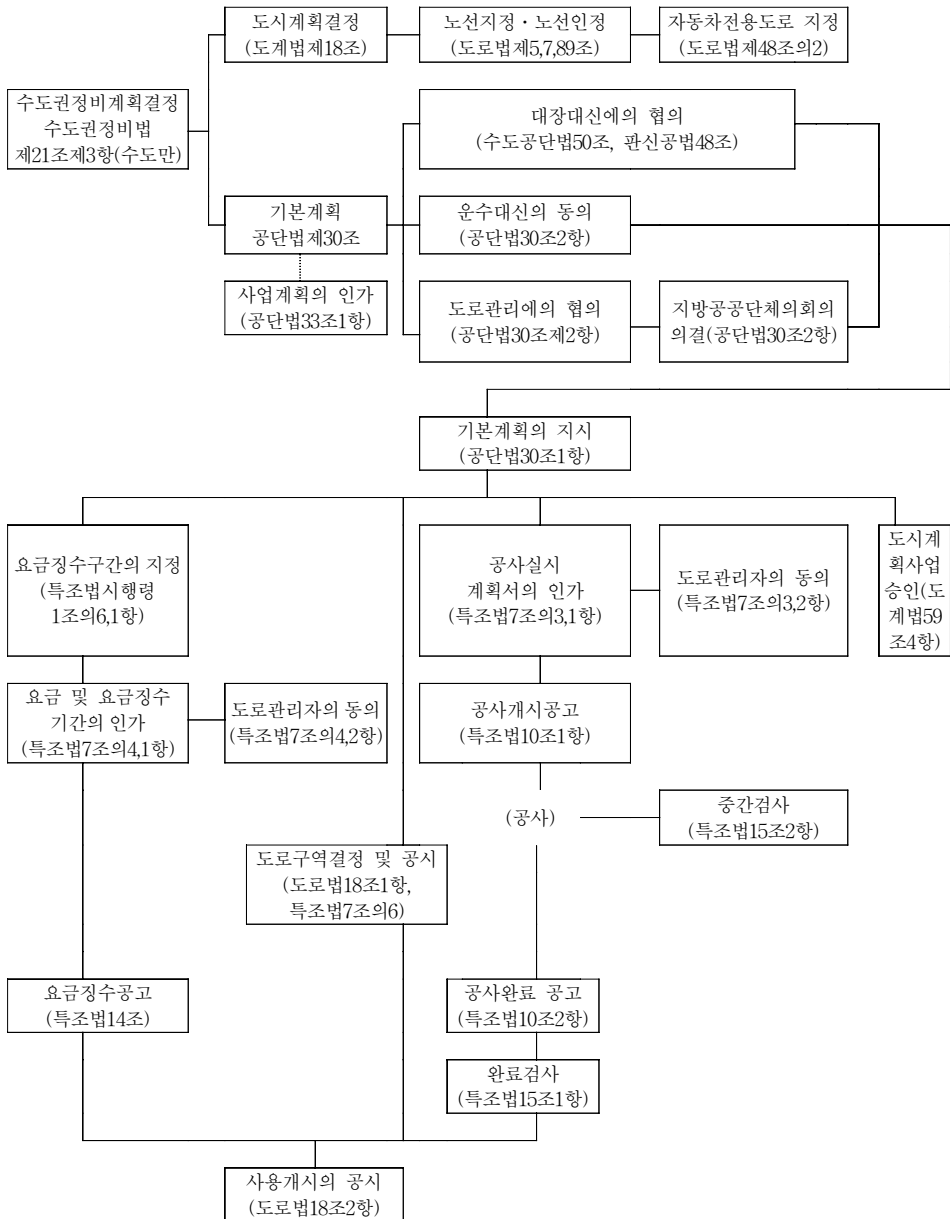 도시계획결정
(도계법제18조)
노선지정·노선인정
(도로법제5,7,89조)
자동차전용도로 지정
(도로법제48조의2)
수도권정비계획결정
수도권정비법
제21조제3항(수도만)
대장대신에의 협의
(수도공단법50조, 판신공법48조)
기본계획
공단법제30조
운수대신의 동의
(공단법30조2항)
사업계획의 인가
(공단법33조1항)
도로관리에의 협의
(공단법30조제2항)
지방공공단체의회의
의결(공단법30조2항)
기본계획의 지시
(공단법30조1항)
요금징수구간의 지정
(특조법시행령
1조의6,1항)
공사실시
계획서의 인가
(특조법7조의3,1항)
도로관리자의 동의
(특조법7조의3,2항)
도시계
획사업
승인(도
계법59
조4항)
요금 및 요금징수
기간의 인가
(특조법7조의4,1항)
도로관리자의 동의
(특조법7조의4,2항)
공사개시공고
(특조법10조1항)
(공사)
중간검사
(특조법15조2항)
도로구역결정 및 공시
(도로법18조1항,
특조법7조의6)
요금징수공고
(특조법14조)
공사완료 공고
(특조법10조2항)
완료검사
(특조법15조1항)
사용개시의 공시
(도로법18조2항)